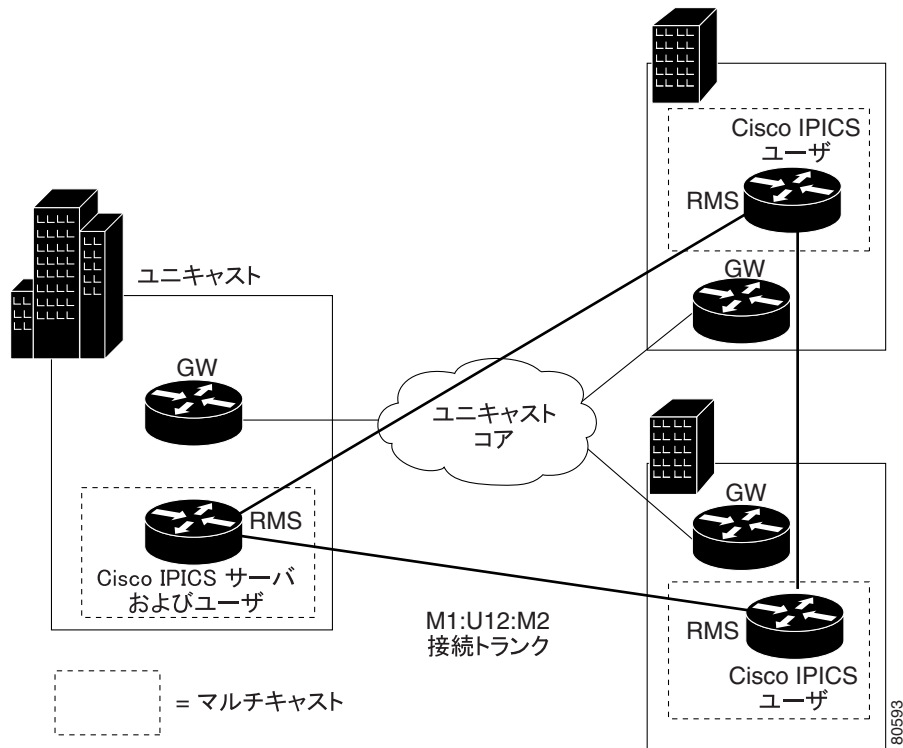 Cisco IPICS
ユーザ
RMS
GW
ユニキャスト
GW
ユニキャスト
コア
GW
RMS
Cisco IPICS サーバ
およびユーザ
M1:U12:M2
接続トランク
RMS
Cisco IPICS
ユーザ
= マルチキャスト
80593